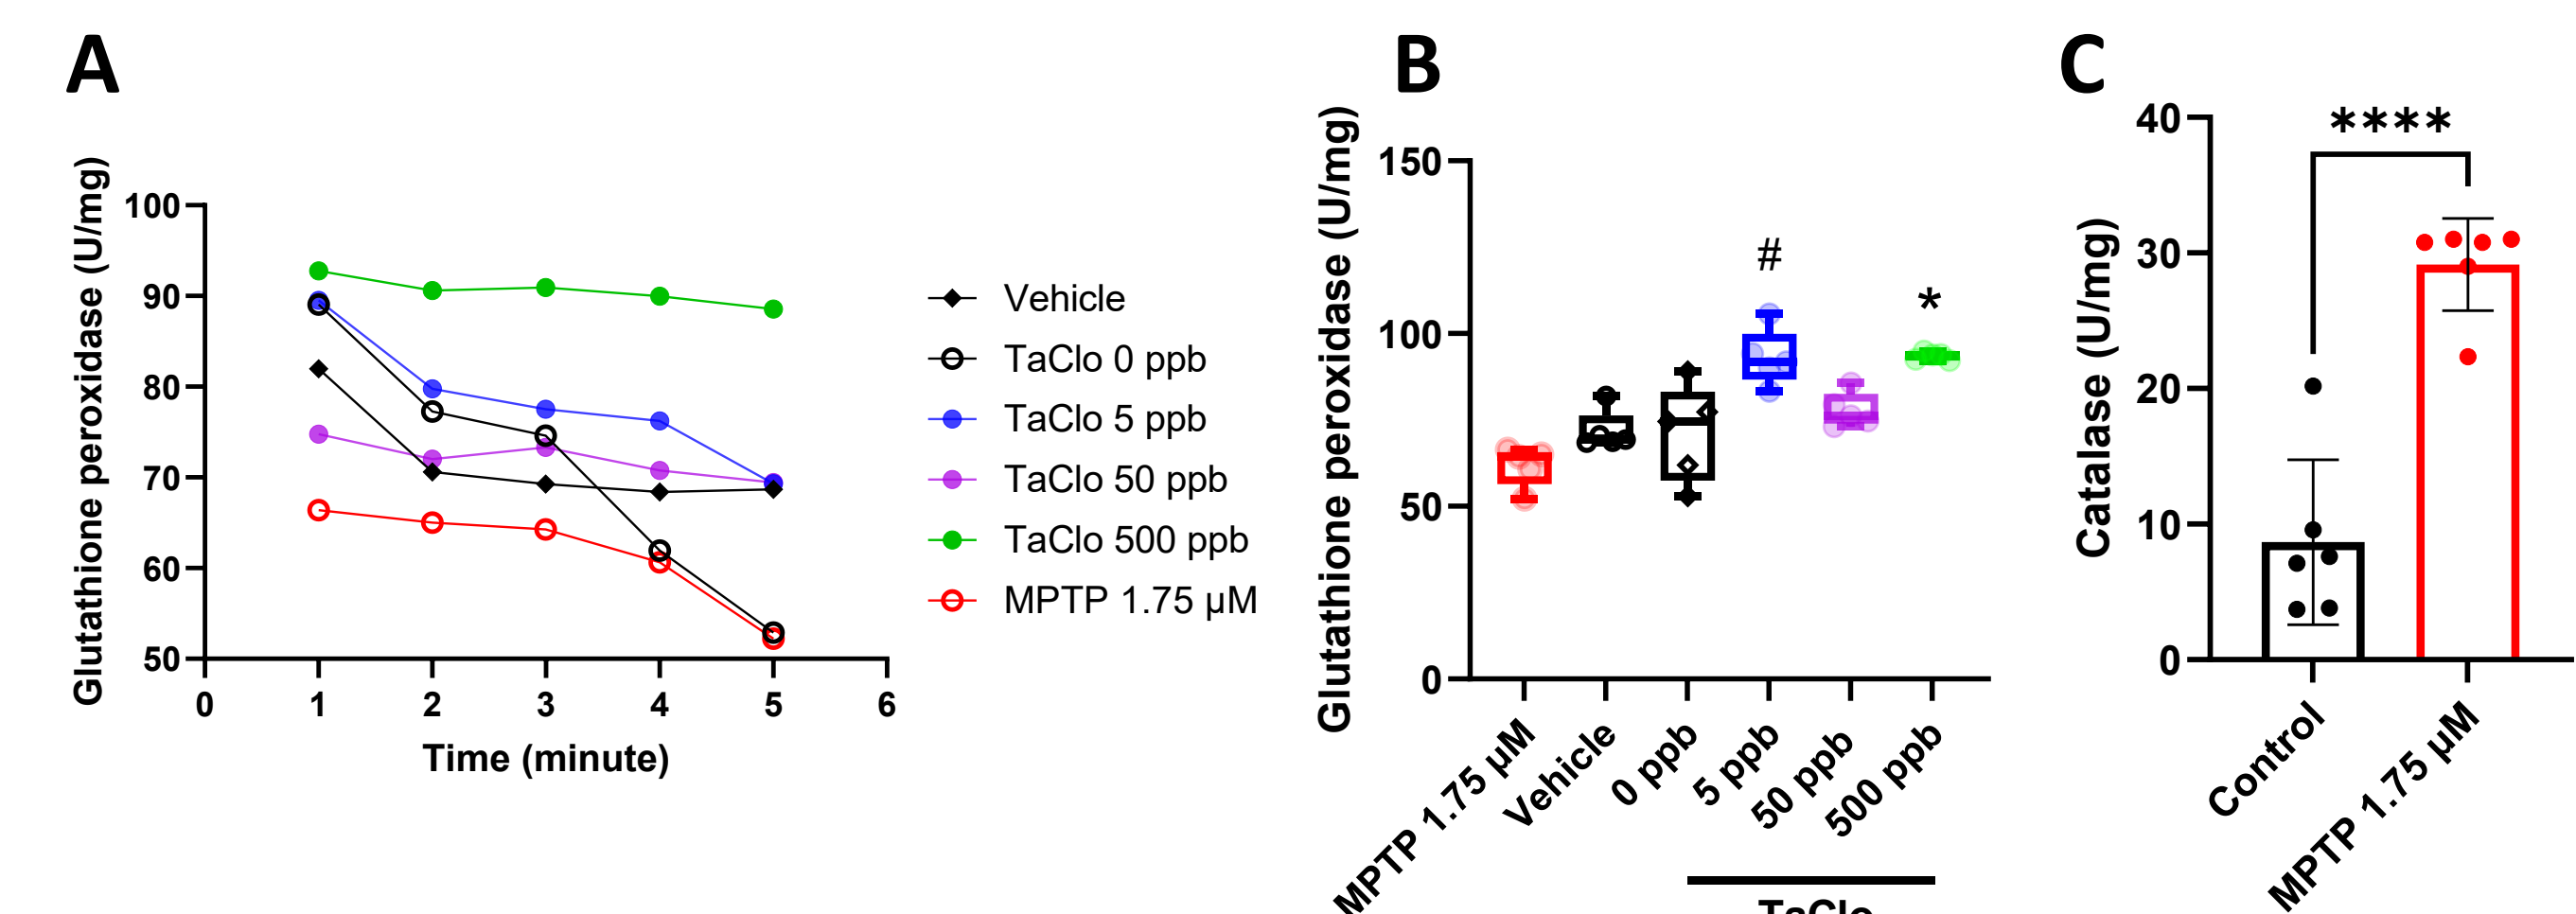 A
Glutathione peroxidase (U/mg)
100
90
80
70
60
50
0 1 2 3 4 5 6
Time (minute)
Vehicle
TaClo 0 ppb
TaClo 5 ppb
TaClo 50 ppb
TaClo 500 ppb
MPTP 1.75 μM
B
Glutathione peroxidase (U/mg)
150
100
50
0
#
*
MPTP 1.75 μM
Vehicle
0 ppb
5 ppb
50 ppb
500 ppb
TaClo
C
Catalase (U/mg)
40
30
20
10
0
****
Control
MPTP 1.75 μM